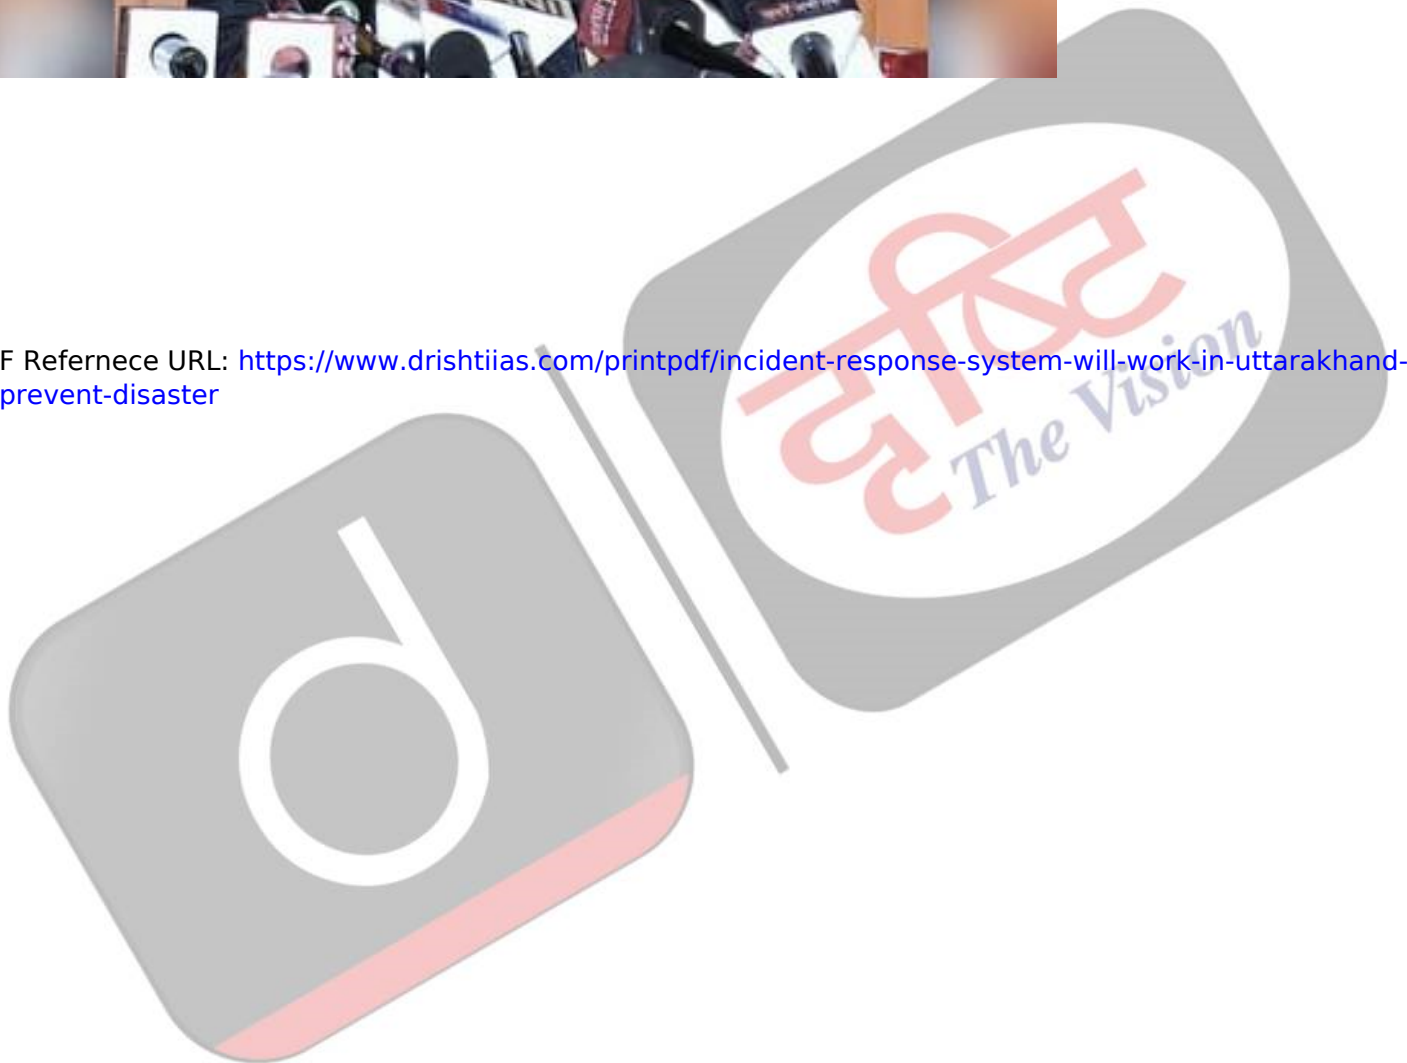 F Refernece URL: https://www.drishtiias.com/printpdf/incident-response-system-will-work-in-uttarakhand-
prevent-disaster
दृष्टि
The Vision
d